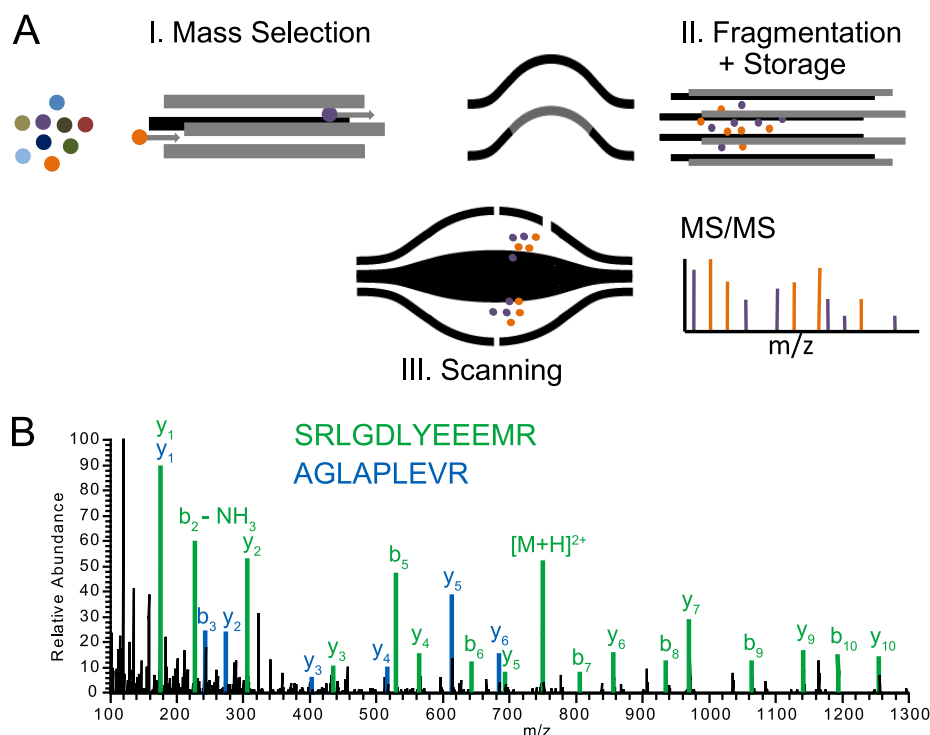 A
I. Mass Selection
II. Fragmentation
+ Storage
MS/MS
m/z
III. Scanning
B
SRLGDLYEEEMR
AGLAPLEVR
Relative Abundance
100
90
80
70
60
50
40
30
20
10
0
y₁
y₁
b₂ - NH₃
y₂
b₃
y₂
y₃
y₃
y₄
b₅
y₄
y₅
b₆
y₆
y₅
[M+H]²⁺
b₇
y₆
b₈
y₇
b₉
y₉
b₁₀
y₁₀
100 200 300 400 500 600 700 800 900 1000 1100 1200 1300
m/z